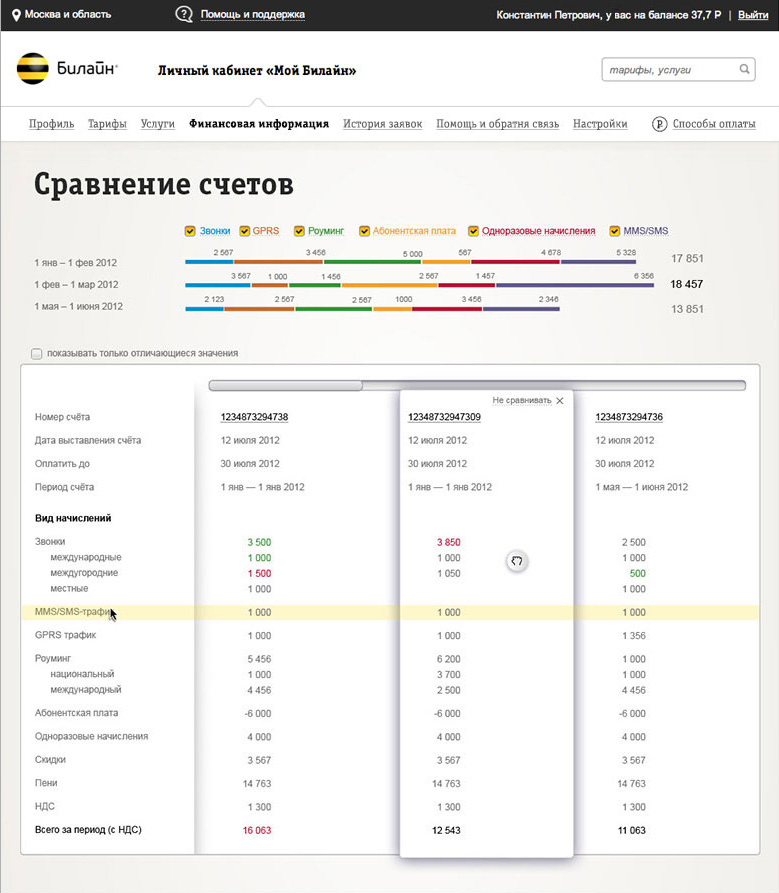 Москва и область Помощь и поддержка Константин Петрович, у вас на балансе 37,7 Р | Выйти
Билайн® Личный кабинет «Мой Билайн» тарифы, услуги
Профиль Тарифы Услуги Финансовая информация История заявок Помощь и обратня связь Настройки Способы оплаты
Сравнение счетов
Звонки GPRS Роуминг Абонентская плата Одноразовые начисления MMS/SMS
2 567 3 456 5 000 567 4 678 5 328
1 янв – 1 фев 2012 17 851
3 567 1 000 1 456 2 567 1 457 6 356
1 фев – 1 мар 2012 18 457
2 123 2 567 2 567 1000 3 456 2 346
1 мая – 1 июня 2012 13 851
показывать только отличающиеся значения
Не сравнивать ×
Номер счёта 1234873294738 12348732947309 1234873294736
Дата выставления счёта 12 июля 2012 12 июля 2012 12 июля 2012
Оплатить до 30 июля 2012 30 июля 2012 30 июля 2012
Период счёта 1 янв — 1 янв 2012 1 янв — 1 янв 2012 1 мая — 1 июня 2012
Вид начислений
Звонки 3 500 3 850 2 500
международные 1 000 1 000 1 000
междугородние 1 500 1 050 500
местные 1 000 1 000
MMS/SMS-трафик 1 000 1 000 1 000
GPRS трафик 1 000 1 000 1 356
Роуминг 5 456 6 200 1 000
национальный 1 000 3 700 1 000
международный 4 456 2 500 4 456
Абонентская плата -6 000 -6 000 -6 000
Одноразовые начисления 4 000 4 000 4 000
Скидки 3 567 3 567 3 567
Пени 14 763 14 763 14 763
НДС 1 300 1 300 1 300
Всего за период (с НДС) 16 063 12 543 11 063